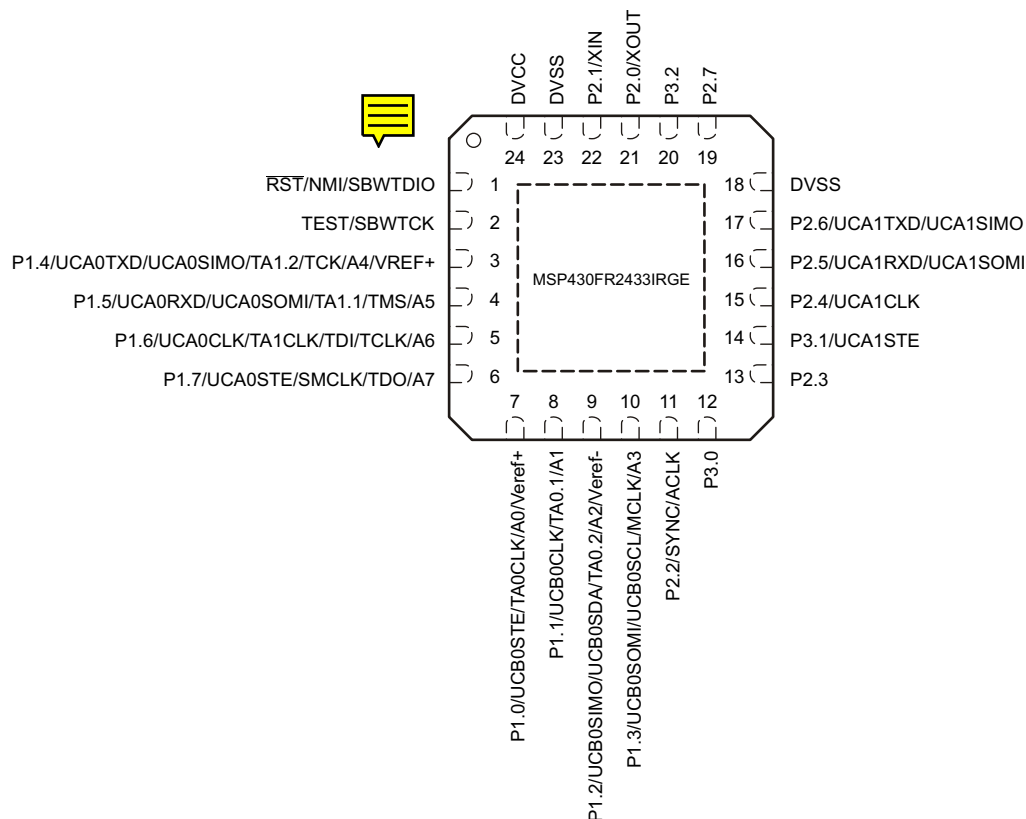 DVCC
DVSS
P2.1/XIN
P2.0/XOUT
P3.2
P2.7
24
23
22
21
20
19
RST/NMI/SBWTDIO
1
TEST/SBWTCK
2
P1.4/UCA0TXD/UCA0SIMO/TA1.2/TCK/A4/VREF+
3
P1.5/UCA0RXD/UCA0SOMI/TA1.1/TMS/A5
4
P1.6/UCA0CLK/TA1CLK/TDI/TCLK/A6
5
P1.7/UCA0STE/SMCLK/TDO/A7
6
MSP430FR2433IRGE
18
DVSS
17
P2.6/UCA1TXD/UCA1SIMO
16
P2.5/UCA1RXD/UCA1SOMI
15
P2.4/UCA1CLK
14
P3.1/UCA1STE
13
P2.3
7
8
9
10
11
12
P1.0/UCB0STE/TA0CLK/A0/Veref+
P1.1/UCB0CLK/TA0.1/A1
P1.2/UCB0SIMO/UCB0SDA/TA0.2/A2/Veref-
P1.3/UCB0SOMI/UCB0SCL/MCLK/A3
P2.2/SYNC/ACLK
P3.0